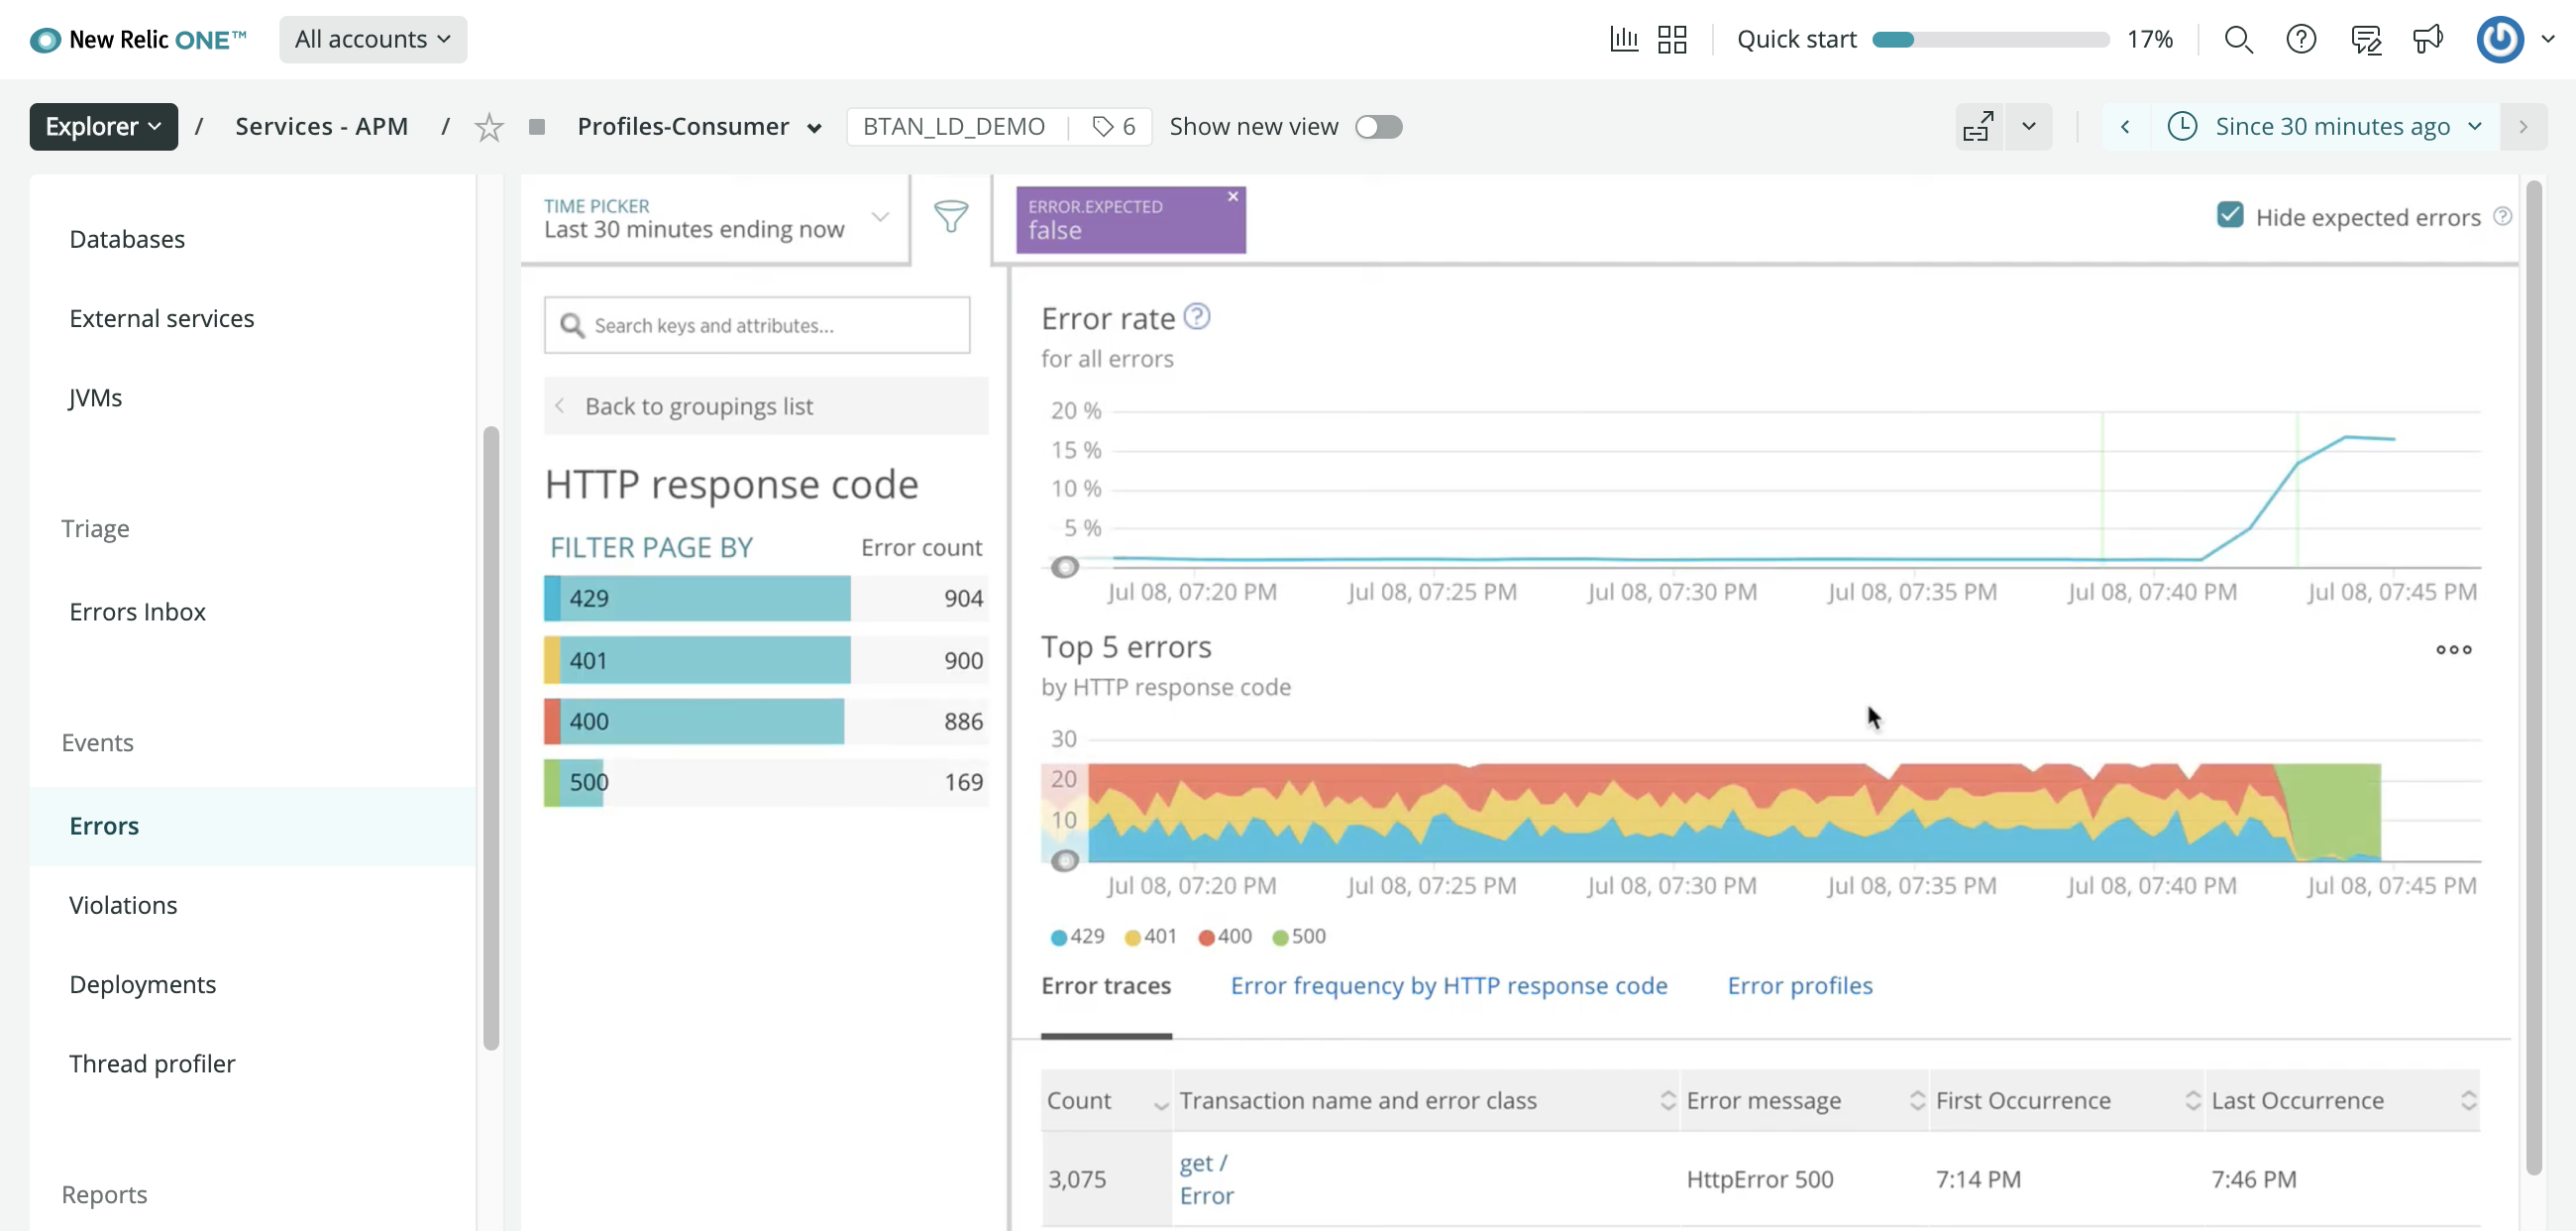 New Relic ONE™
All accounts
Quick start
17%
Explorer
/
Services - APM
/
Profiles-Consumer
BTAN_LD_DEMO
6
Show new view
Since 30 minutes ago
Databases
External services
JVMs
Triage
Errors Inbox
Events
Errors
Violations
Deployments
Thread profiler
Reports
TIME PICKER
Last 30 minutes ending now
ERROR.EXPECTED
false
Hide expected errors
Search keys and attributes...
Back to groupings list
HTTP response code
FILTER PAGE BY
Error count
429 904
401 900
400 886
500 169
Error rate
for all errors
20 %
15 %
10 %
5 %
Jul 08, 07:20 PM
Jul 08, 07:25 PM
Jul 08, 07:30 PM
Jul 08, 07:35 PM
Jul 08, 07:40 PM
Jul 08, 07:45 PM
Top 5 errors
by HTTP response code
30
20
10
Jul 08, 07:20 PM
Jul 08, 07:25 PM
Jul 08, 07:30 PM
Jul 08, 07:35 PM
Jul 08, 07:40 PM
Jul 08, 07:45 PM
429 401 400 500
Error traces
Error frequency by HTTP response code
Error profiles
Count
Transaction name and error class
Error message
First Occurrence
Last Occurrence
3,075
get /
Error
HttpError 500
7:14 PM
7:46 PM